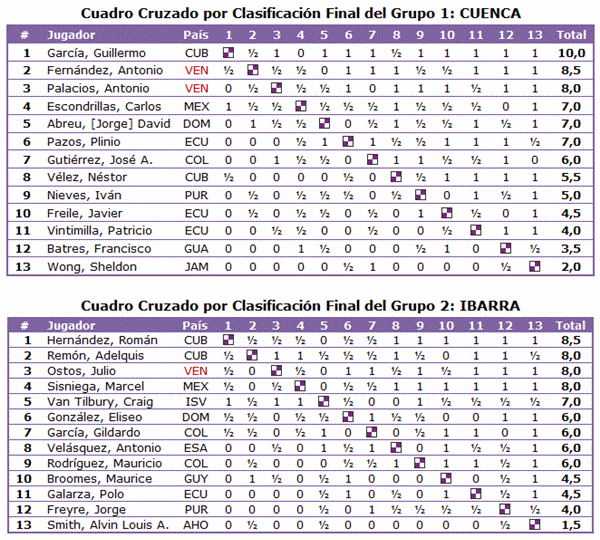 Cuadro Cruzado por Clasificación Final del Grupo 1: CUENCA
# Jugador País 1 2 3 4 5 6 7 8 9 10 11 12 13 Total
1 García, Guillermo CUB ½ 1 0 1 1 1 ½ 1 1 1 1 1 10,0
2 Fernández, Antonio VEN ½ ½ ½ 0 1 1 1 ½ ½ 1 1 1 8,5
3 Palacios, Antonio VEN 0 ½ ½ ½ 1 0 1 1 1 ½ 1 1 8,0
4 Escondrillas, Carlos MEX 1 ½ ½ ½ ½ ½ 1 ½ ½ ½ 0 1 7,0
5 Abreu, [Jorge] David DOM 0 1 ½ ½ 0 ½ ½ ½ 1 1 ½ 1 7,0
6 Pazos, Plinio ECU 0 0 0 ½ 1 1 ½ ½ 1 1 1 ½ 7,0
7 Gutiérrez, José A. COL 0 0 1 ½ ½ 0 1 1 ½ ½ 1 0 6,0
8 Vélez, Néstor CUB ½ 0 0 0 ½ ½ 0 ½ 1 1 ½ 1 5,5
9 Nieves, Iván PUR 0 ½ 0 ½ ½ ½ 0 ½ 0 1 ½ 1 5,0
10 Freile, Javier ECU 0 ½ 0 ½ 0 0 ½ 0 1 ½ ½ 1 4,5
11 Vintimilla, Patricio ECU 0 0 ½ ½ 0 0 ½ 0 0 ½ 1 1 4,0
12 Batres, Francisco GUA 0 0 0 1 ½ 0 0 ½ ½ ½ 0 ½ 3,5
13 Wong, Sheldon JAM 0 0 0 0 0 ½ 1 0 0 0 0 ½ 2,0
Cuadro Cruzado por Clasificación Final del Grupo 2: IBARRA
# Jugador País 1 2 3 4 5 6 7 8 9 10 11 12 13 Total
1 Hernández, Román CUB ½ ½ ½ 0 ½ ½ 1 1 1 1 1 1 8,5
2 Remón, Adelquis CUB ½ 1 1 ½ ½ ½ 1 ½ 0 1 1 ½ 8,0
3 Ostos, Julio VEN ½ 0 ½ 0 1 1 ½ 1 ½ 1 1 1 8,0
4 Sisniega, Marcel MEX ½ 0 ½ 0 ½ ½ 1 1 1 1 1 1 8,0
5 Van Tilbury, Craig ISV 1 ½ 1 1 ½ 0 0 1 ½ ½ ½ ½ 7,0
6 González, Eliseo DOM ½ ½ 0 ½ ½ 1 ½ ½ 0 0 1 1 6,0
7 García, Gildardo COL ½ ½ 0 ½ 1 0 0 ½ 1 1 0 1 6,0
8 Velásquez, Antonio ESA 0 0 ½ 0 1 ½ 1 0 1 ½ ½ 1 6,0
9 Rodríguez, Mauricio COL 0 ½ 0 0 0 ½ ½ 1 1 1 ½ 1 6,0
10 Broomes, Maurice GUY 0 1 ½ 0 ½ 1 0 0 0 0 ½ 1 4,5
11 Galarza, Polo ECU 0 0 0 0 ½ 1 0 ½ 0 1 ½ 1 4,5
12 Freyre, Jorge PUR 0 0 0 0 ½ 0 1 ½ ½ ½ ½ ½ 4,0
13 Smith, Alvin Louis A. AHO 0 ½ 0 0 ½ 0 0 0 0 0 0 ½ 1,5